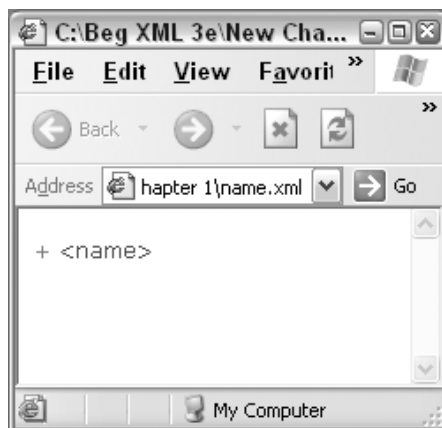 C:\Beg XML 3e\New Cha...
File Edit View Favorit »
Back »
Address hapter 1\name.xml Go
+ <name>
My Computer